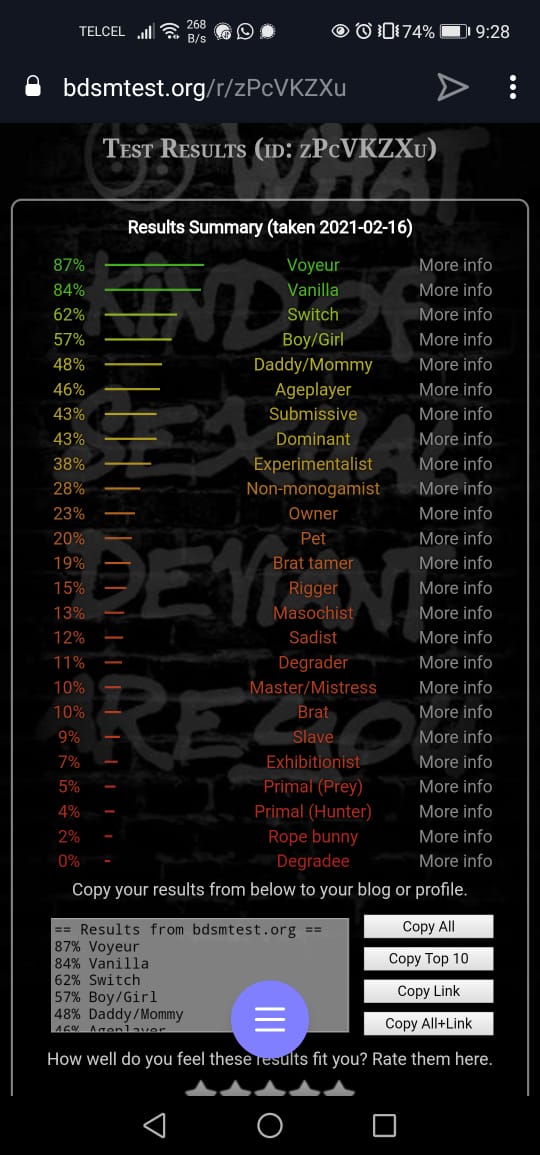 TELCEL 268 B/s 74% 9:28
bdsmtest.org/r/zPcVKZXu
Test Results (id: zPcVKZXu)
Results Summary (taken 2021-02-16)
87% Voyeur More info
84% Vanilla More info
62% Switch More info
57% Boy/Girl More info
48% Daddy/Mommy More info
46% Ageplayer More info
43% Submissive More info
43% Dominant More info
38% Experimentalist More info
28% Non-monogamist More info
23% Owner More info
20% Pet More info
19% Brat tamer More info
15% Rigger More info
13% Masochist More info
12% Sadist More info
11% Degrader More info
10% Master/Mistress More info
10% Brat More info
9% Slave More info
7% Exhibitionist More info
5% Primal (Prey) More info
4% Primal (Hunter) More info
2% Rope bunny More info
0% Degradee More info
WHAT
KIND OF
SEXUAL
DEVIANT
ARE YOU
Copy your results from below to your blog or profile.
== Results from bdsmtest.org ==
87% Voyeur
84% Vanilla
62% Switch
57% Boy/Girl
48% Daddy/Mommy
46% Ageplayer
Copy All
Copy Top 10
Copy Link
Copy All+Link
How well do you feel these results fit you? Rate them here.